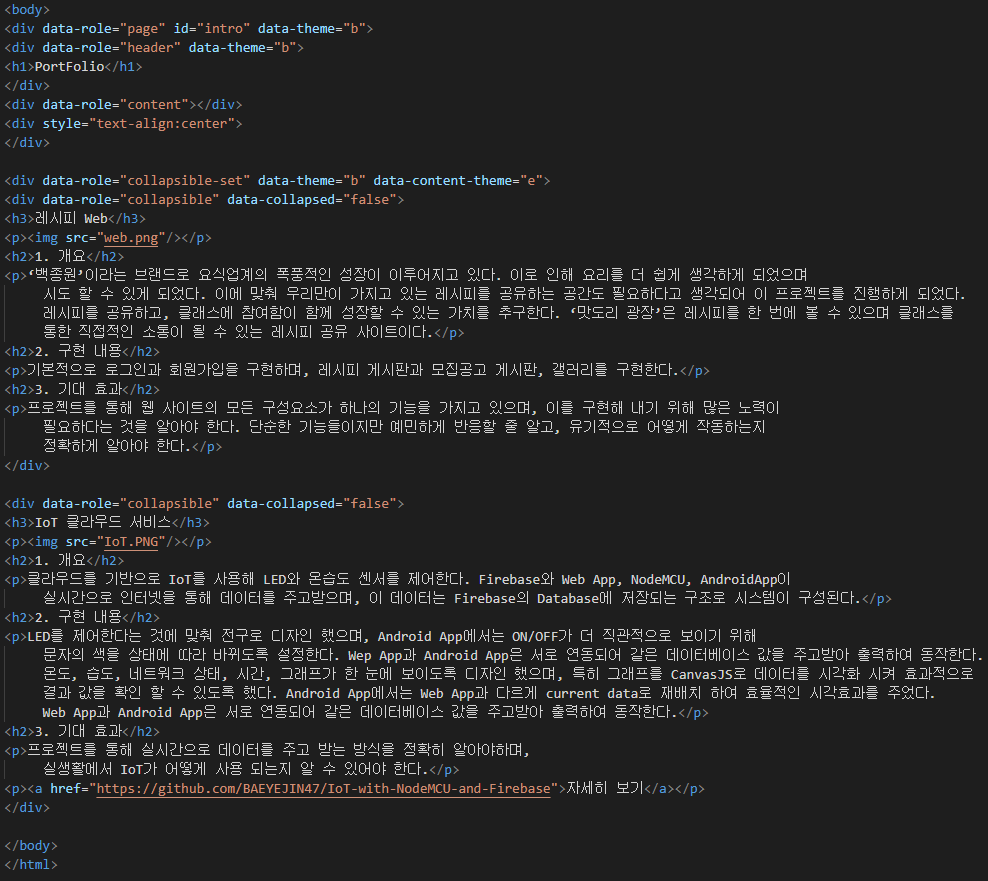 <body>
<div data-role="page" id="intro" data-theme="b">
<div data-role="header" data-theme="b">
<h1>PortFolio</h1>
</div>
<div data-role="content"></div>
<div style="text-align:center">
</div>
<div data-role="collapsible-set" data-theme="b" data-content-theme="e">
<div data-role="collapsible" data-collapsed="false">
<h3>레시피 Web</h3>
<p><img src="web.png"/></p>
<h2>1. 개요</h2>
<p>‘백종원’이라는 브랜드로 요식업계의 폭풍적인 성장이 이루어지고 있다. 이로 인해 요리를 더 쉽게 생각하게 되었으며
시도 할 수 있게 되었다. 이에 맞춰 우리만이 가지고 있는 레시피를 공유하는 공간도 필요하다고 생각되어 이 프로젝트를 진행하게 되었다.
레시피를 공유하고, 클래스에 참여함이 함께 성장할 수 있는 가치를 추구한다. ‘맛도리 광장’은 레시피를 한 번에 볼 수 있으며 클래스를
통한 직접적인 소통이 될 수 있는 레시피 공유 사이트이다.</p>
<h2>2. 구현 내용</h2>
<p>기본적으로 로그인과 회원가입을 구현하며, 레시피 게시판과 모집공고 게시판, 갤러리를 구현한다.</p>
<h2>3. 기대 효과</h2>
<p>프로젝트를 통해 웹 사이트의 모든 구성요소가 하나의 기능을 가지고 있으며, 이를 구현해 내기 위해 많은 노력이
필요하다는 것을 알아야 한다. 단순한 기능들이지만 예민하게 반응할 줄 알고, 유기적으로 어떻게 작동하는지
정확하게 알아야 한다.</p>
</div>
<div data-role="collapsible" data-collapsed="false">
<h3>IoT 클라우드 서비스</h3>
<p><img src="IoT.PNG"/></p>
<h2>1. 개요</h2>
<p>클라우드를 기반으로 IoT를 사용해 LED와 온습도 센서를 제어한다. Firebase와 Web App, NodeMCU, AndroidApp이
실시간으로 인터넷을 통해 데이터를 주고받으며, 이 데이터는 Firebase의 Database에 저장되는 구조로 시스템이 구성된다.</p>
<h2>2. 구현 내용</h2>
<p>LED를 제어한다는 것에 맞춰 전구로 디자인 했으며, Android App에서는 ON/OFF가 더 직관적으로 보이기 위해
문자의 색을 상태에 따라 바뀌도록 설정한다. Wep App과 Android App은 서로 연동되어 같은 데이터베이스 값을 주고받아 출력하여 동작한다.
온도, 습도, 네트워크 상태, 시간, 그래프가 한 눈에 보이도록 디자인 했으며, 특히 그래프를 CanvasJS로 데이터를 시각화 시켜 효과적으로
결과 값을 확인 할 수 있도록 했다. Android App에서는 Web App과 다르게 current data로 재배치 하여 효율적인 시각효과를 주었다.
Web App과 Android App은 서로 연동되어 같은 데이터베이스 값을 주고받아 출력하여 동작한다.</p>
<h2>3. 기대 효과</h2>
<p>프로젝트를 통해 실시간으로 데이터를 주고 받는 방식을 정확히 알아야하며,
실생활에서 IoT가 어떻게 사용 되는지 알 수 있어야 한다.</p>
<p><a href="https://github.com/BAEYEJIN47/IoT-with-NodeMCU-and-Firebase">자세히 보기</a></p>
</div>
</body>
</html>